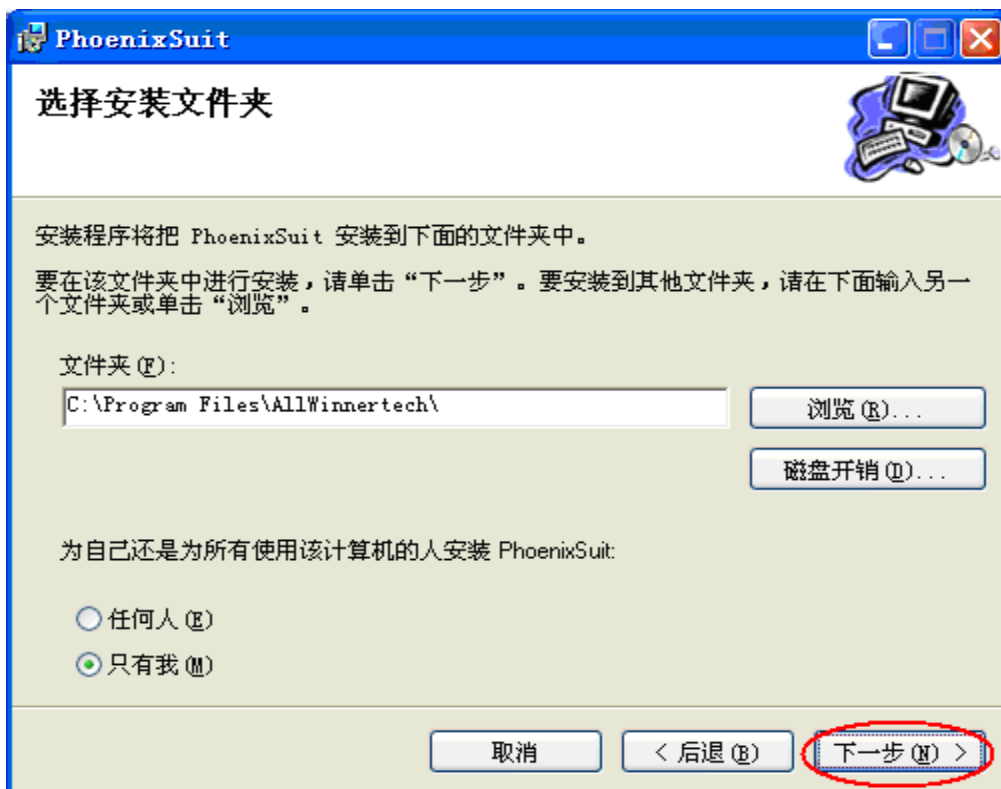 PhoenixSuit
选择安装文件夹
安装程序将把 PhoenixSuit 安装到下面的文件夹中。
要在该文件夹中进行安装，请单击“下一步”。要安装到其他文件夹，请在下面输入另一
个文件夹或单击“浏览”。
文件夹(F):
C:\Program Files\AllWinnertech\
浏览(R)...
磁盘开销(D)...
为自己还是为所有使用该计算机的人安装 PhoenixSuit:
任何人(E)
只有我(M)
取消
< 后退(B)
下一步(N) >